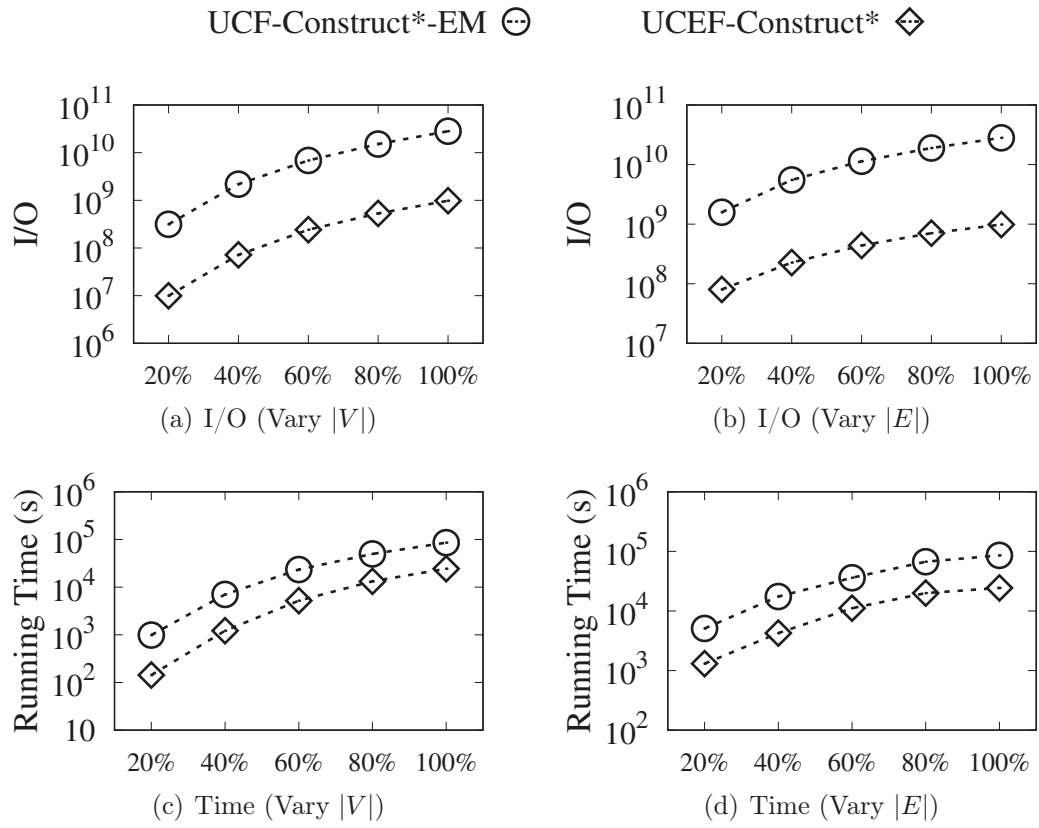 UCF-Construct*-EM UCEF-Construct*
I/O
10^11
10^10
10^9
10^8
10^7
10^6
20% 40% 60% 80% 100%
(a) I/O (Vary |V|)
I/O
10^11
10^10
10^9
10^8
10^7
20% 40% 60% 80% 100%
(b) I/O (Vary |E|)
Running Time (s)
10^6
10^5
10^4
10^3
10^2
10
20% 40% 60% 80% 100%
(c) Time (Vary |V|)
Running Time (s)
10^6
10^5
10^4
10^3
10^2
20% 40% 60% 80% 100%
(d) Time (Vary |E|)